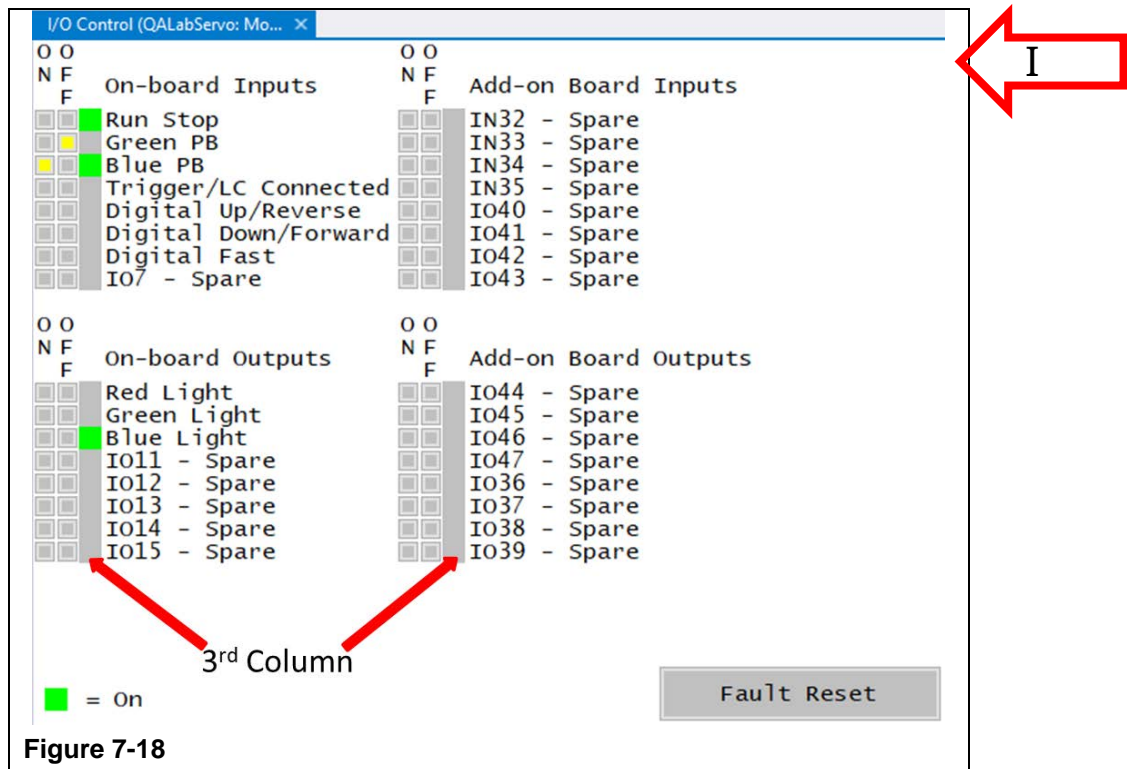 I/O Control (QALabServo: Mo... ×
I
O O
N F
F
On-board Inputs
Run Stop
Green PB
Blue PB
Trigger/LC Connected
Digital Up/Reverse
Digital Down/Forward
Digital Fast
IO7 - Spare
O O
N F
F
Add-on Board Inputs
IN32 - Spare
IN33 - Spare
IN34 - Spare
IN35 - Spare
IO40 - Spare
IO41 - Spare
IO42 - Spare
IO43 - Spare
O O
N F
F
On-board Outputs
Red Light
Green Light
Blue Light
IO11 - Spare
IO12 - Spare
IO13 - Spare
IO14 - Spare
IO15 - Spare
O O
N F
F
Add-on Board Outputs
IO44 - Spare
IO45 - Spare
IO46 - Spare
IO47 - Spare
IO36 - Spare
IO37 - Spare
IO38 - Spare
IO39 - Spare
3rd Column
= On
Fault Reset
Figure 7-18